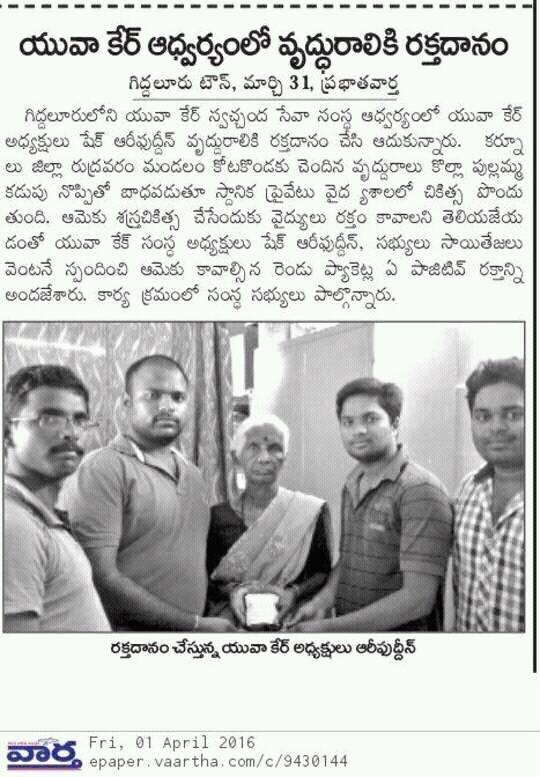 యువా కేర్ ఆధ్వర్యంలో వృద్ధురాలికి రక్తదానం
గిద్దలూరు టౌన్, మార్చి 31, ప్రభాతవార్త
గిద్దలూరులోని యువా కేర్ స్వచ్ఛంద సేవా సంస్థ ఆధ్వర్యంలో యువా కేర్
అధ్యక్షులు షేక్ ఆరీఫుద్దీన్ వృద్దురాలికి రక్తదానం చేసి ఆదుకున్నారు. కర్నూ
లు జిల్లా రుద్రవరం మండలం కోటకొండకు చెందిన వృద్దురాలు కొల్లా పుల్లమ్మ
కడుపు నొప్పితో బాధపడుతూ స్దానిక ప్రైవేటు వైద్య శాలలో చికిత్స పొందు
తుంది. ఆమెకు శస్త్రచికిత్స చేసేందుకు వైద్యులు రక్తం కావాలని తెలియజేయ
డంతో యువా కేక్ సంస్ధ అధ్యక్షులు షేక్ ఆరీఫుద్దీన్, సభ్యులు సాయితేజలు
వెంటనే స్పందించి ఆమెకు కావాల్సిన రెండు ప్యాకెట్ల ఏ పాజిటివ్ రక్తాన్ని
అందజేశారు. కార్య క్రమంలో సంస్ధ సభ్యులు పాల్గొన్నారు.
రక్తదానం చేస్తున్న యువా కేర్ అధ్యక్షులు ఆరీఫుద్దీన్
వార్త
Fri, 01 April 2016
epaper.vaartha.com/c/9430144